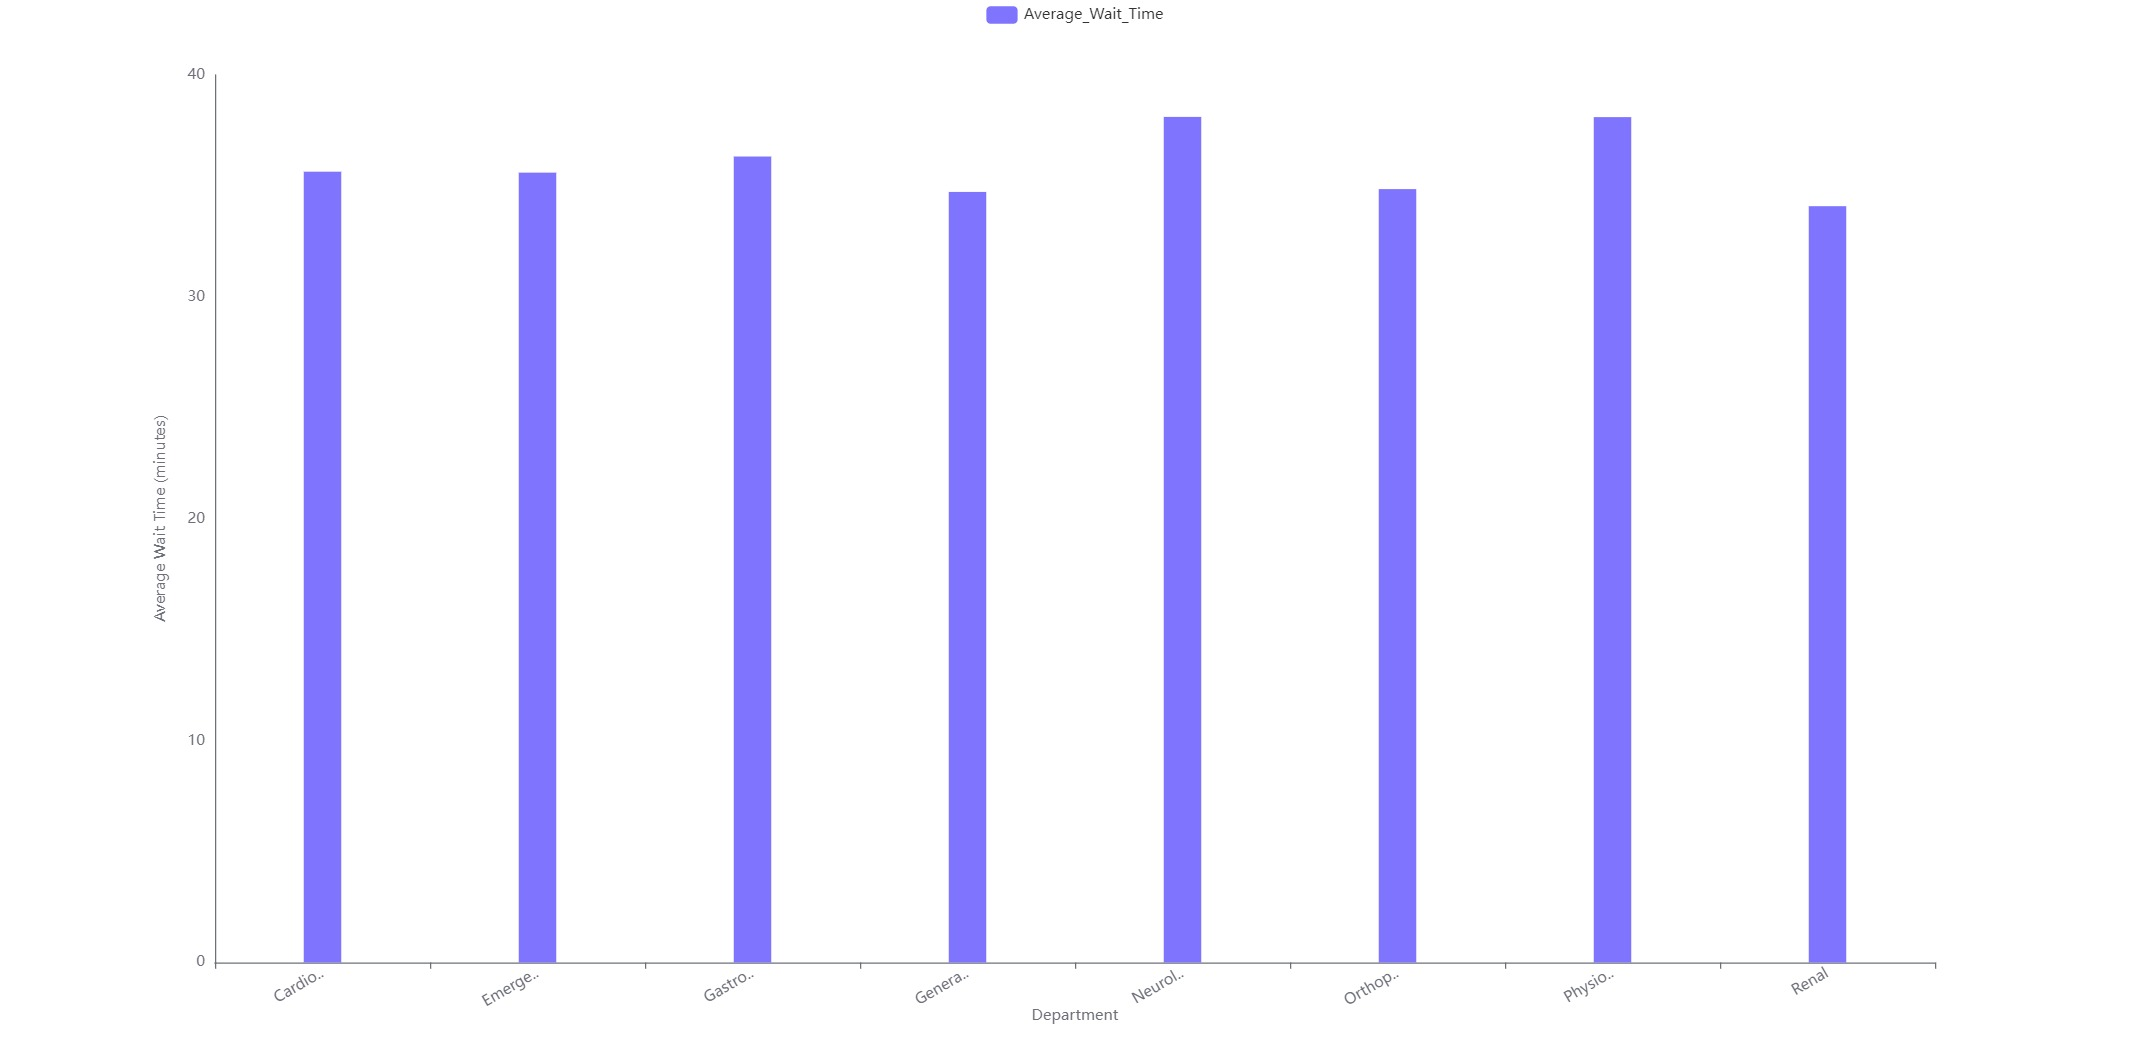 Average_Wait_Time
40
30
20
10
0
Average Wait Time (minutes)
Cardio..
Emerge..
Gastro..
Genera..
Neurol..
Orthop..
Physio..
Renal
Department